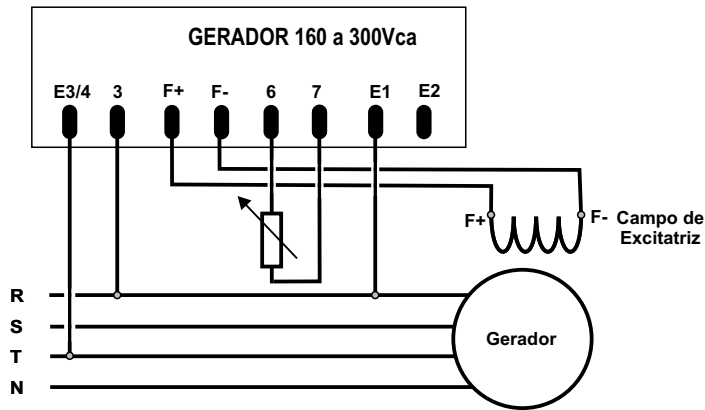 GERADOR 160 a 300Vca
E3/4 3 F+ F- 6 7 E1 E2
F+ F- Campo de
Excitatriz
R
S
Gerador
T
N